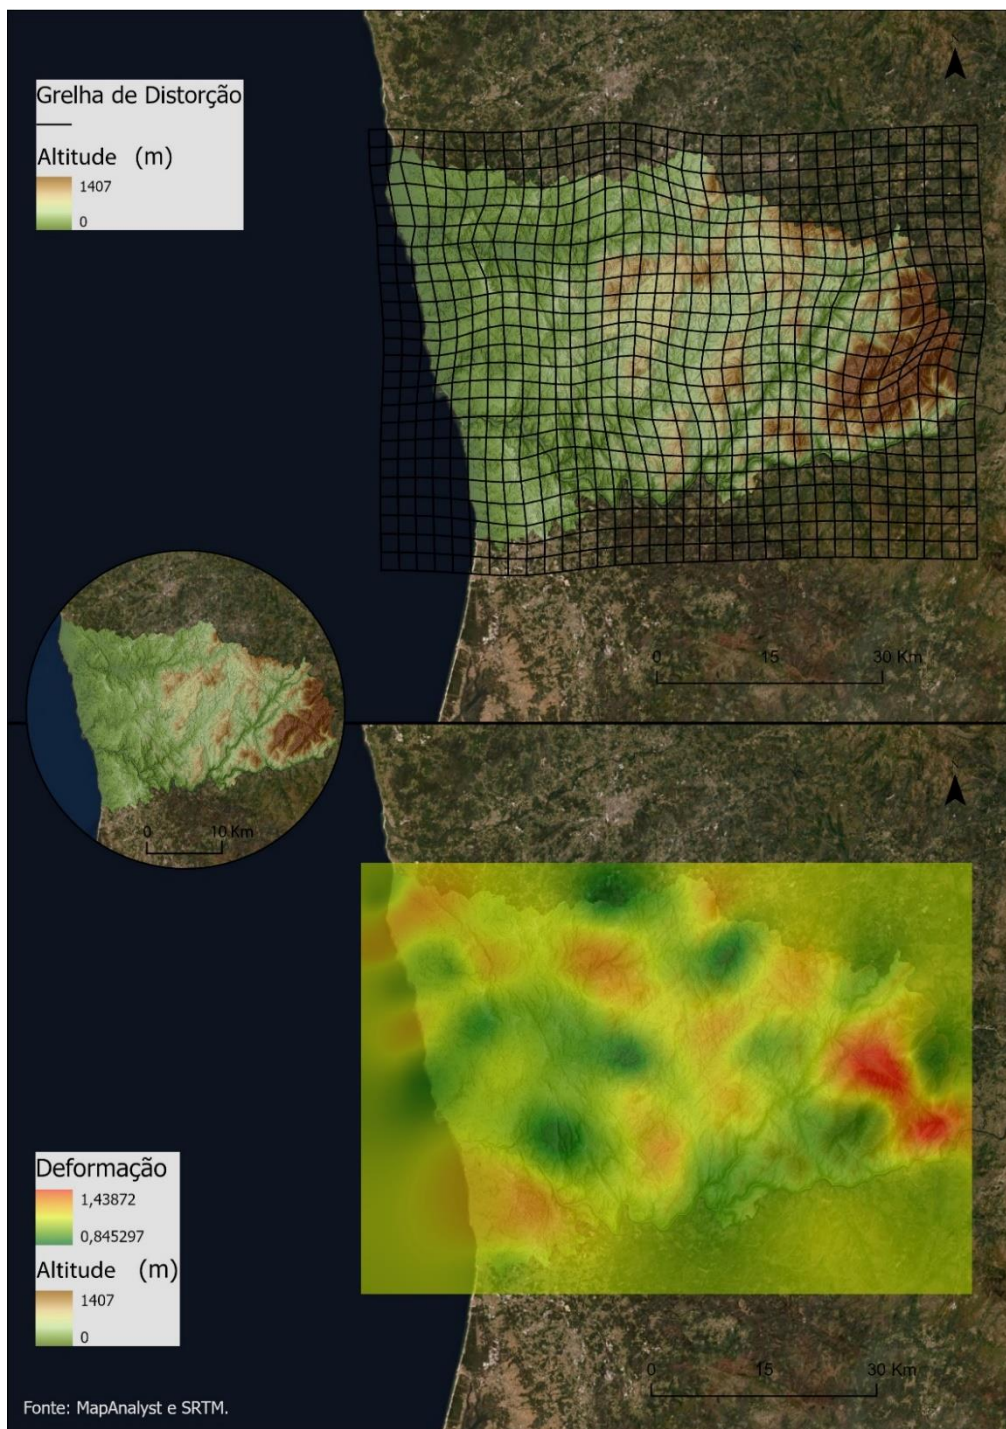 Grelha de Distorção
Altitude (m)
1407
0
0 15 30 Km
0 10 Km
Deformação
1,43872
0,845297
Altitude (m)
1407
0
0 15 30 Km
Fonte: MapAnalyst e SRTM.